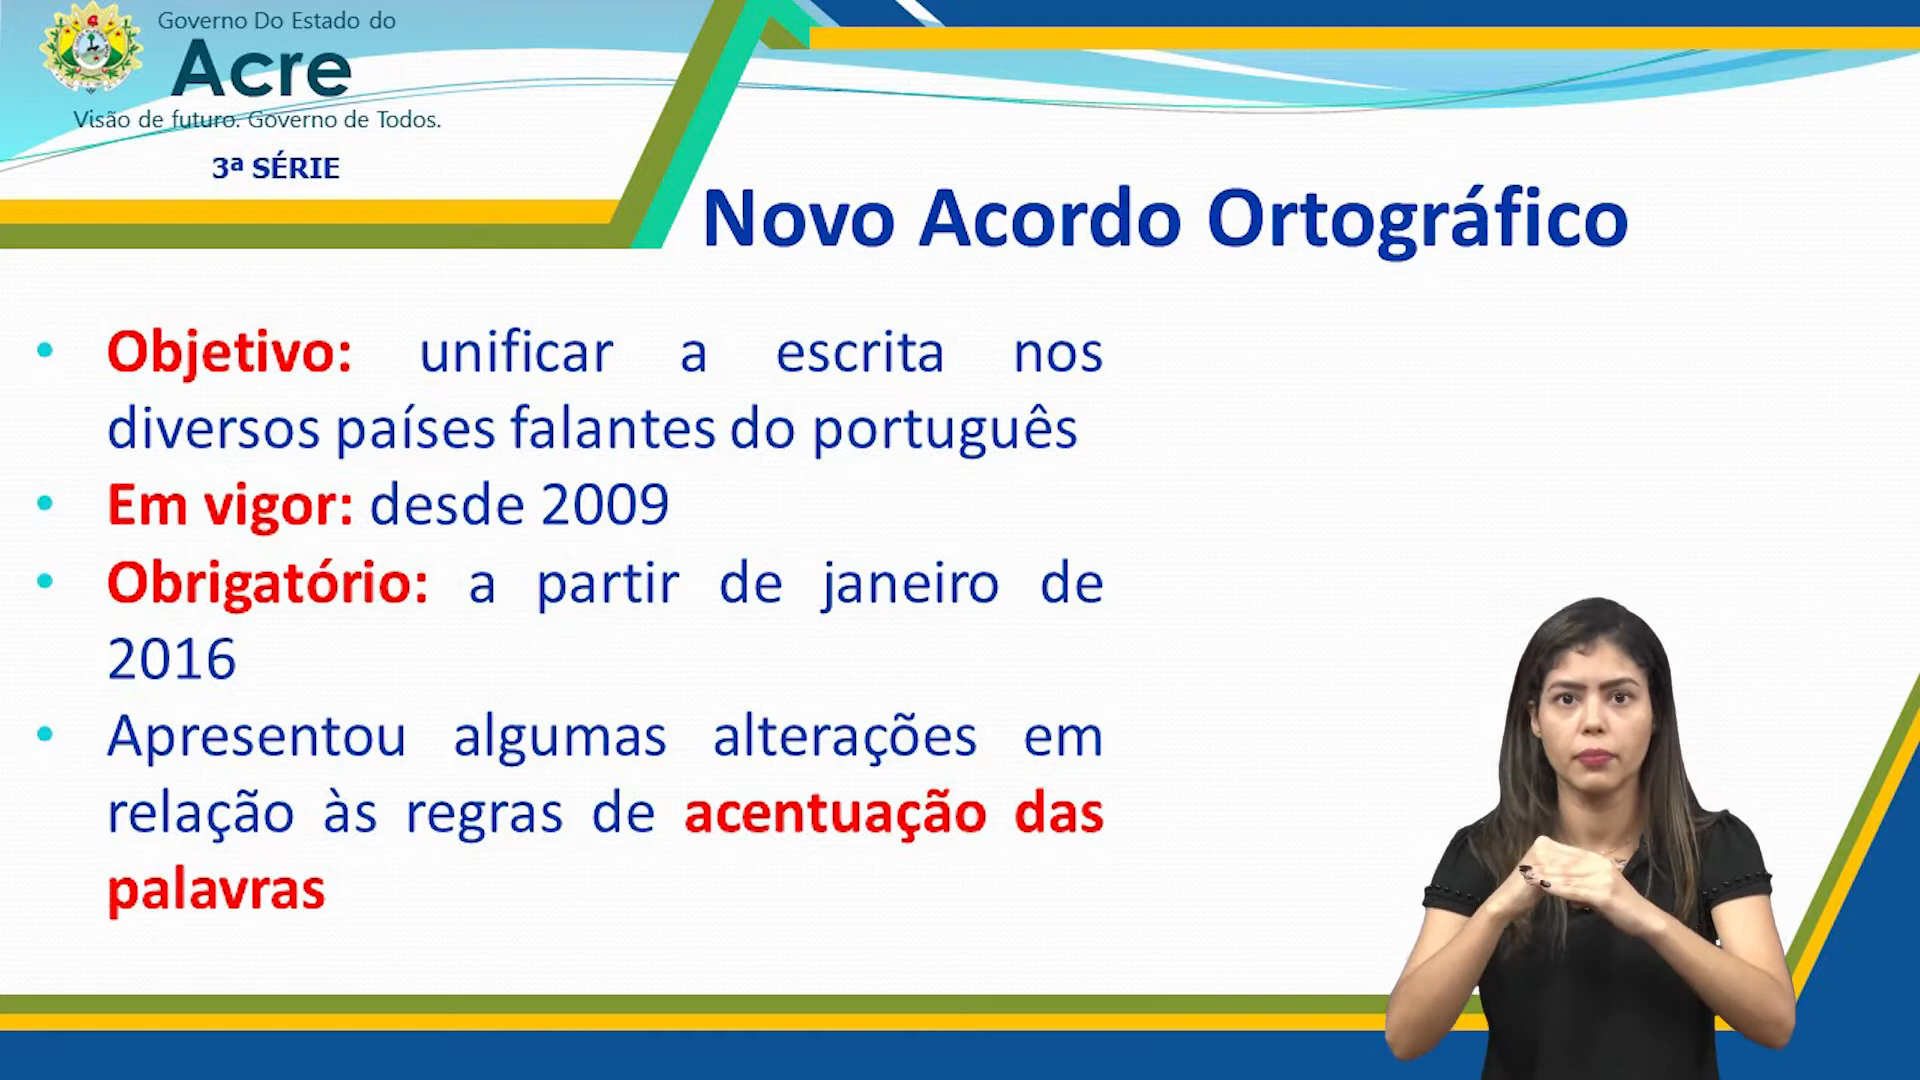 Governo Do Estado do
Acre
Visão de futuro. Governo de Todos.
3ª SÉRIE
Novo Acordo Ortográfico
• Objetivo: unificar a escrita nos
diversos países falantes do português
• Em vigor: desde 2009
• Obrigatório: a partir de janeiro de
2016
• Apresentou algumas alterações em
relação às regras de acentuação das
palavras